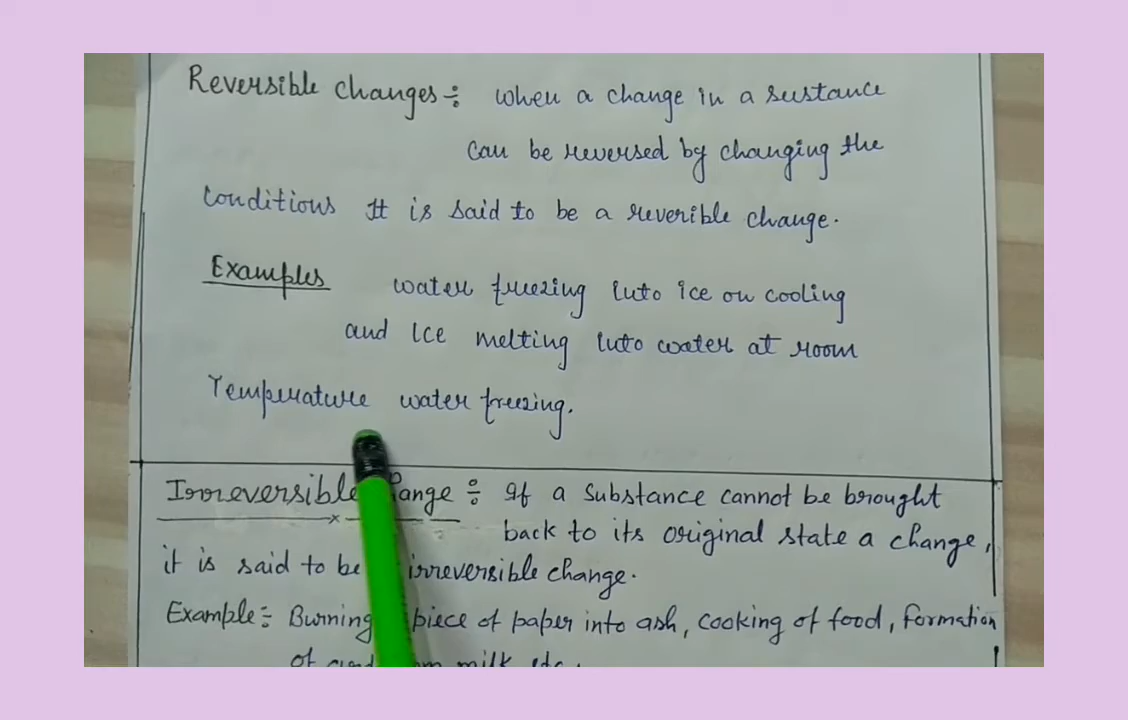 Reversible changes÷ when a change in a sustance
can be reversed by changing the
conditions It is said to be a reverible change.
Examples water freezing into ice on cooling
and Ice melting into water at room
Temperature water freezing.
Irreversible ÷ If a substance cannot be brought
back to its original state a change,
it is said to be irreversible change.
Example÷ Burning piece of paper into ash, cooking of food, formation
of milk etc.